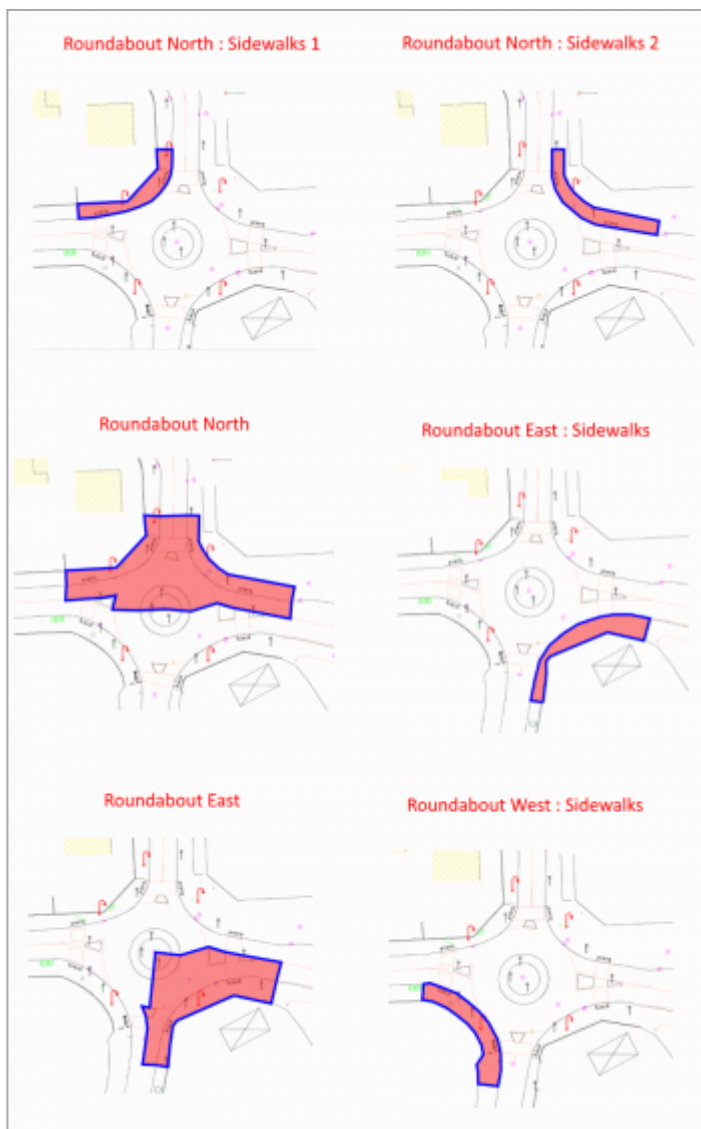 Roundabout North : Sidewalks 1
Roundabout North : Sidewalks 2
Roundabout North
Roundabout East : Sidewalks
Roundabout East
Roundabout West : Sidewalks